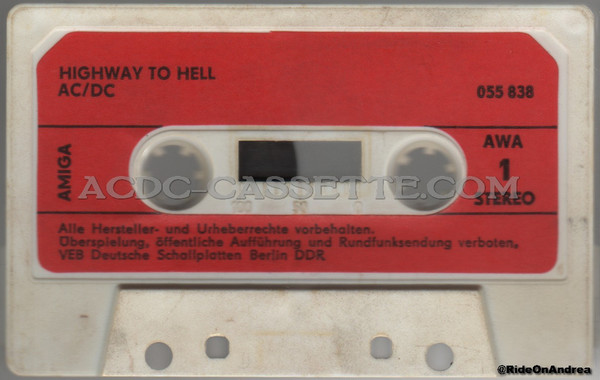 HIGHWAY TO HELL
AC/DC
055 838
AMIGA
AWA
1
STEREO
ACDC-CASSETTE.COM
Alle Hersteller- und Urheberrechte vorbehalten.
Überspielung, öffentliche Aufführung und Rundfunksendung verboten.
VEB Deutsche Schallplatten Berlin DDR
@RideOnAndrea